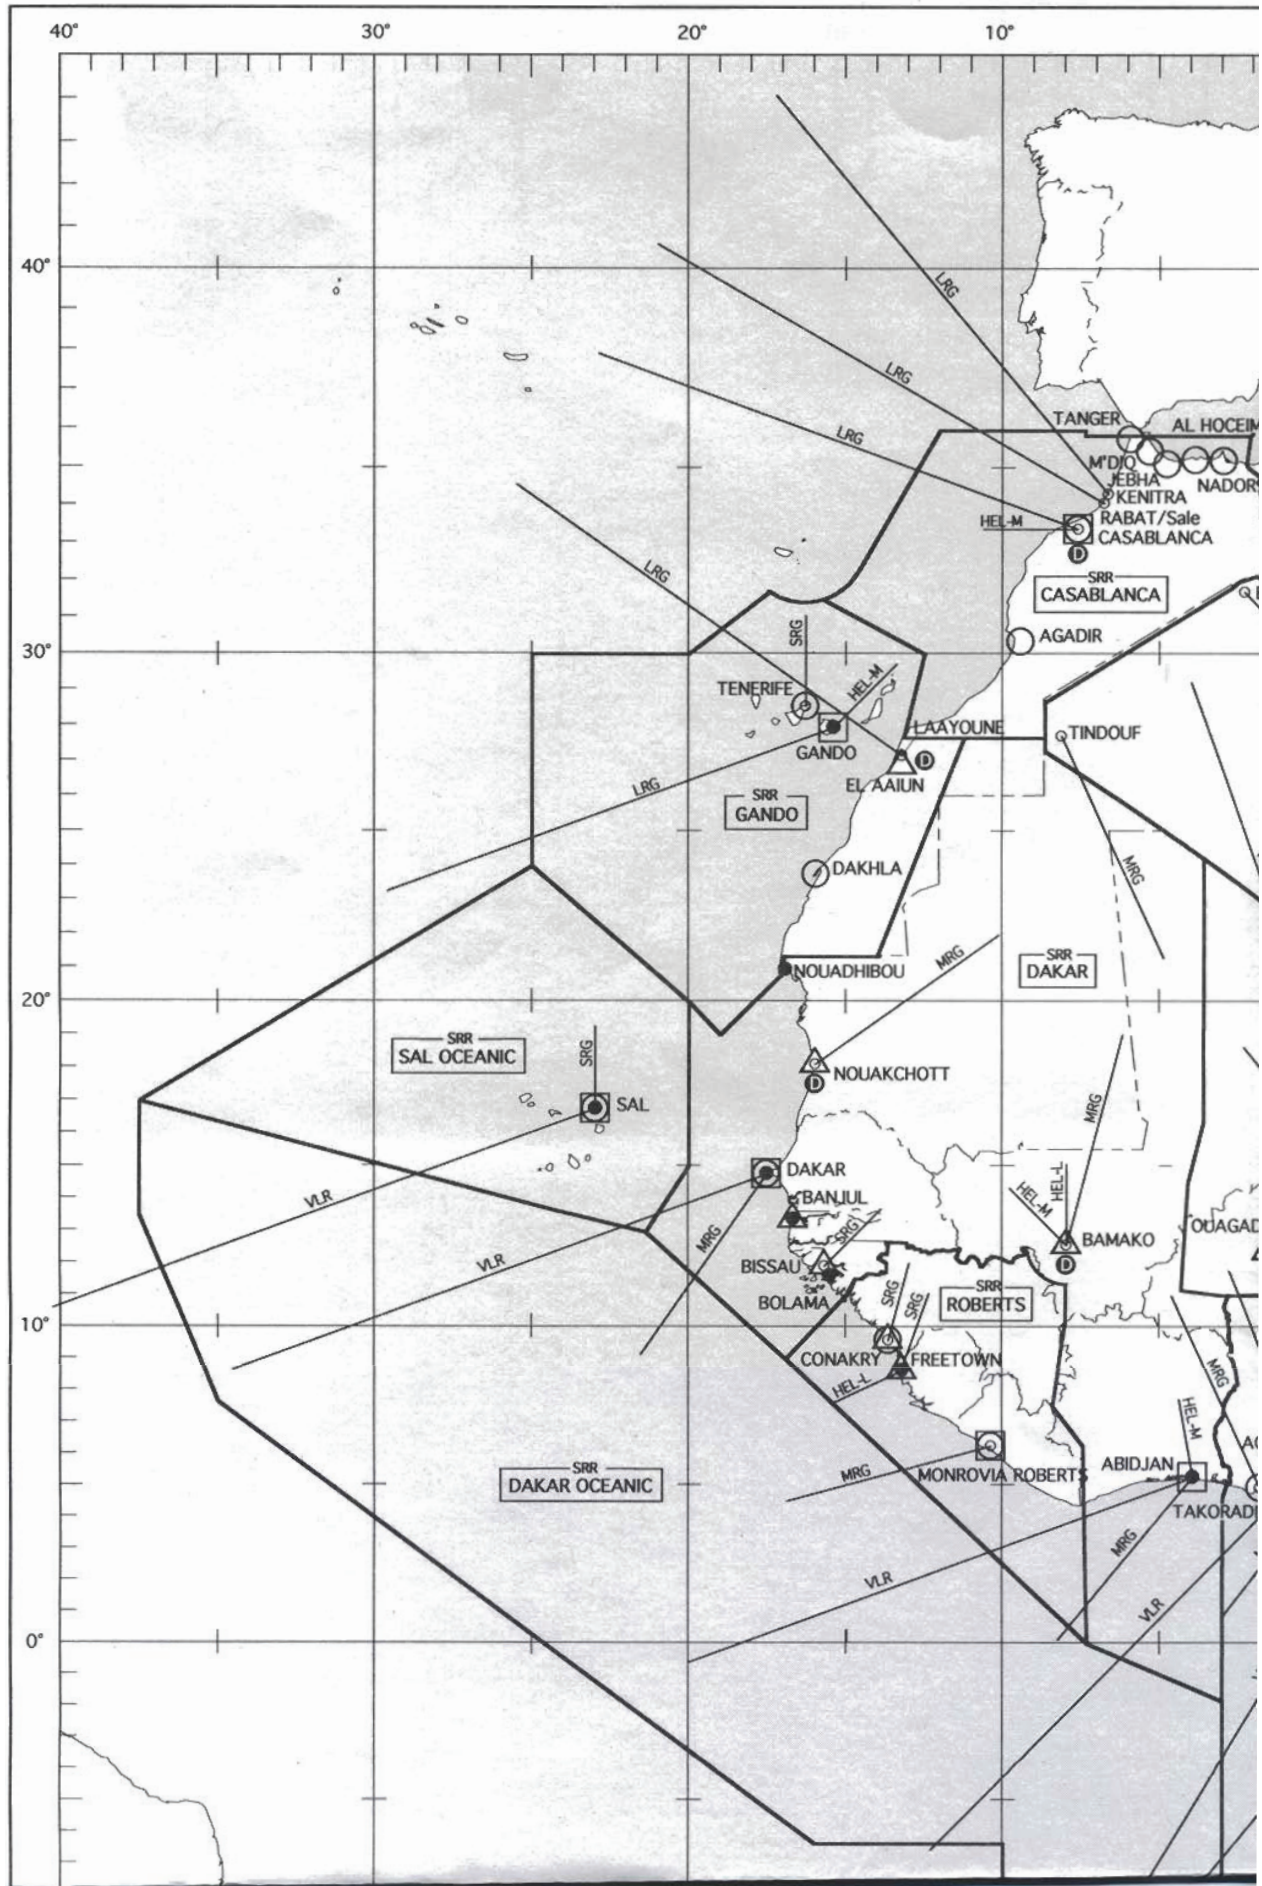 40° 30° 20° 10°
LRG
40°
LRG
LRG
TANGER
AL HOCEIM
M'DIQ
JEBHA
KENITRA
NADOR
HEL-M
RABAT/Sale
CASABLANCA
D
LRG
SRR
CASABLANCA
SRG
AGADIR
30°
TENERIFE
HEL-M
LAAYOUNE
TINDOUF
GANDO
D
EL AAIUN
LRG
SRR
GANDO
DAKHLA
MRG
MRG
NOUADHIBOU
SRR
DAKAR
20°
SRR
SAL OCEANIC
SRG
NOUAKCHOTT
D
SAL
MRG
DAKAR
HEL-L
BANJUL
HEL-M
VLR
MRG
SRG
OUAGAD
BAMAKO
VLR
BISSAU
D
BOLAMA
SRG
SRG
SRR
ROBERTS
10°
CONAKRY
FREETOWN
MRG
HEL-L
HEL-M
SRR
DAKAR OCEANIC
MRG
MONROVIA ROBERTS
ABIDJAN
TAKORADI
MRG
VLR
VLR
0°